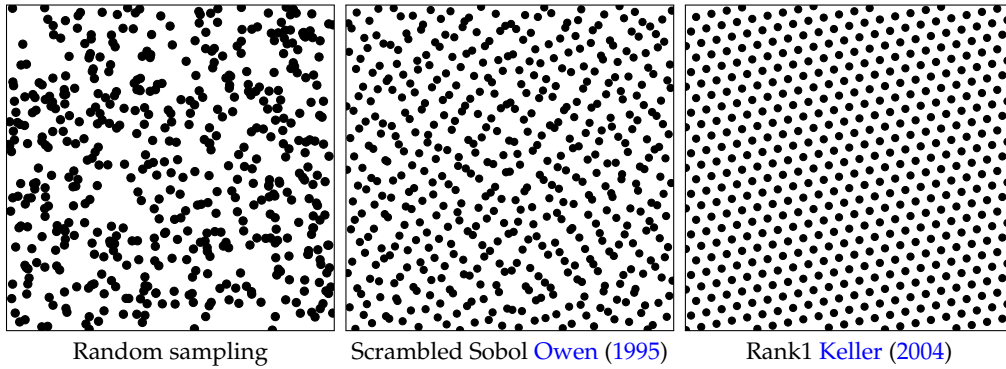 Random sampling
Scrambled Sobol Owen (1995)
Rank1 Keller (2004)